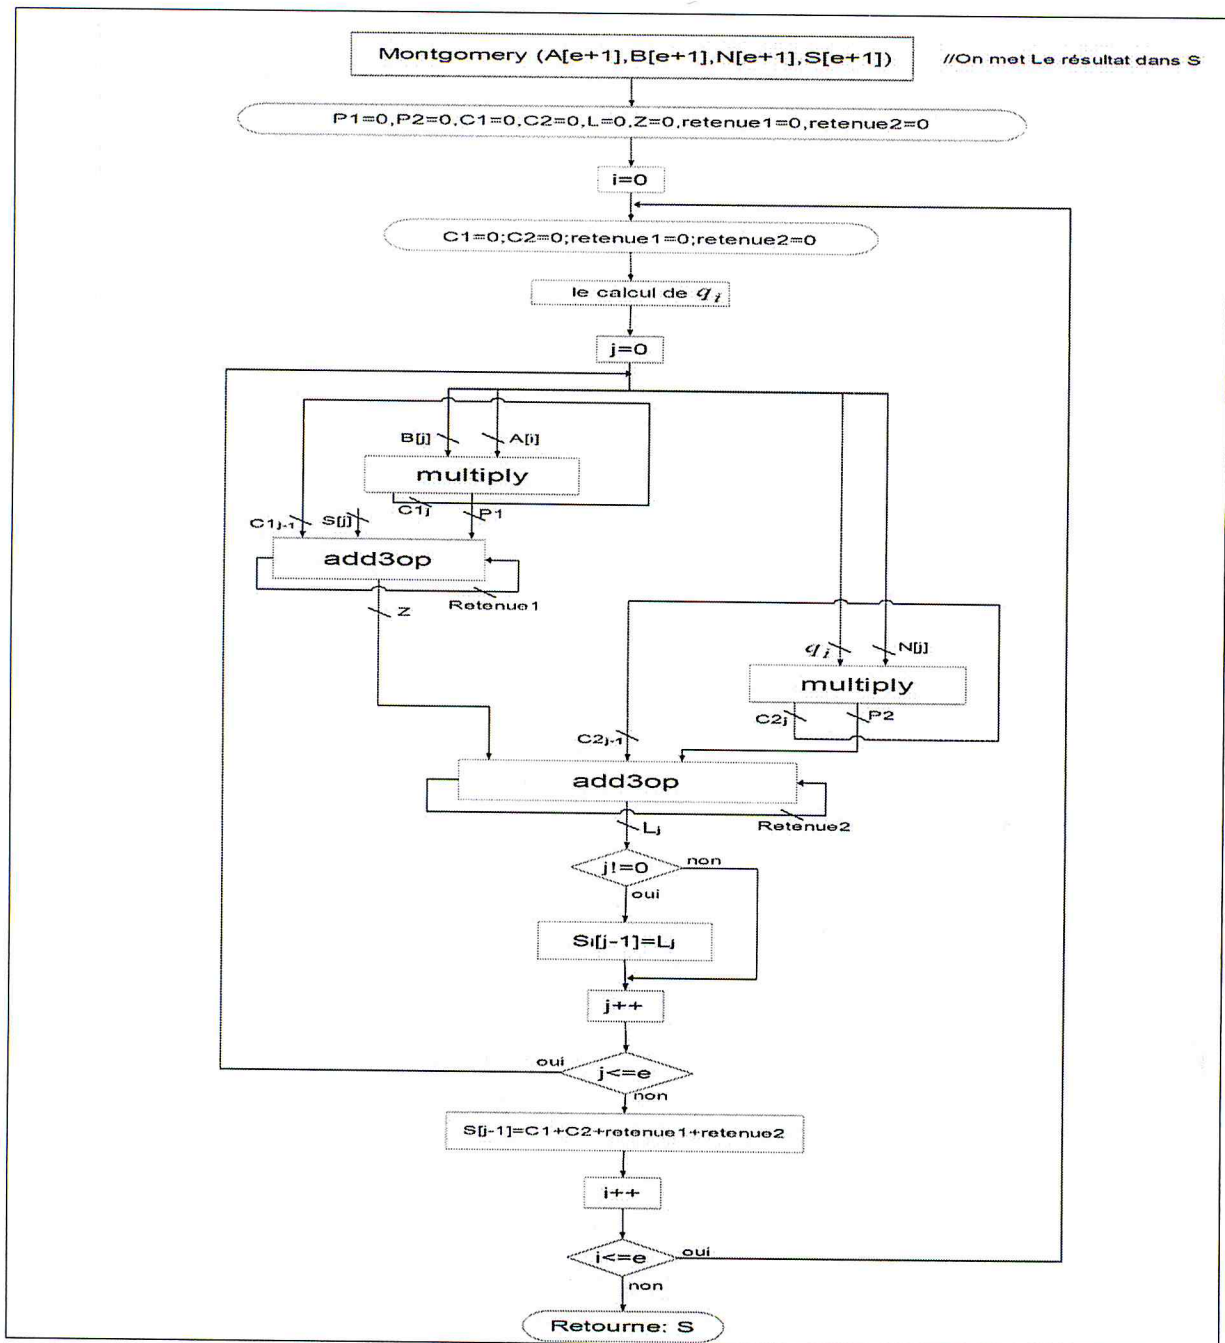 Montgomery (A[e+1],B[e+1],N[e+1],S[e+1])
//On met Le résultat dans S
P1=0,P2=0,C1=0,C2=0,L=0,Z=0,retenue1=0,retenue2=0
i=0
C1=0;C2=0;retenue1=0;retenue2=0
le calcul de qi
j=0
B[j]
A[i]
multiply
C1j
P1
C1j-1
S[j]
add3op
Retenue1
Z
qi
N[j]
multiply
C2j
P2
C2j-1
add3op
Retenue2
Lj
j!=0
non
oui
Si[j-1]=Lj
j++
oui
j<=e
non
S[j-1]=C1+C2+retenue1+retenue2
i++
i<=e
oui
non
Retourne: S